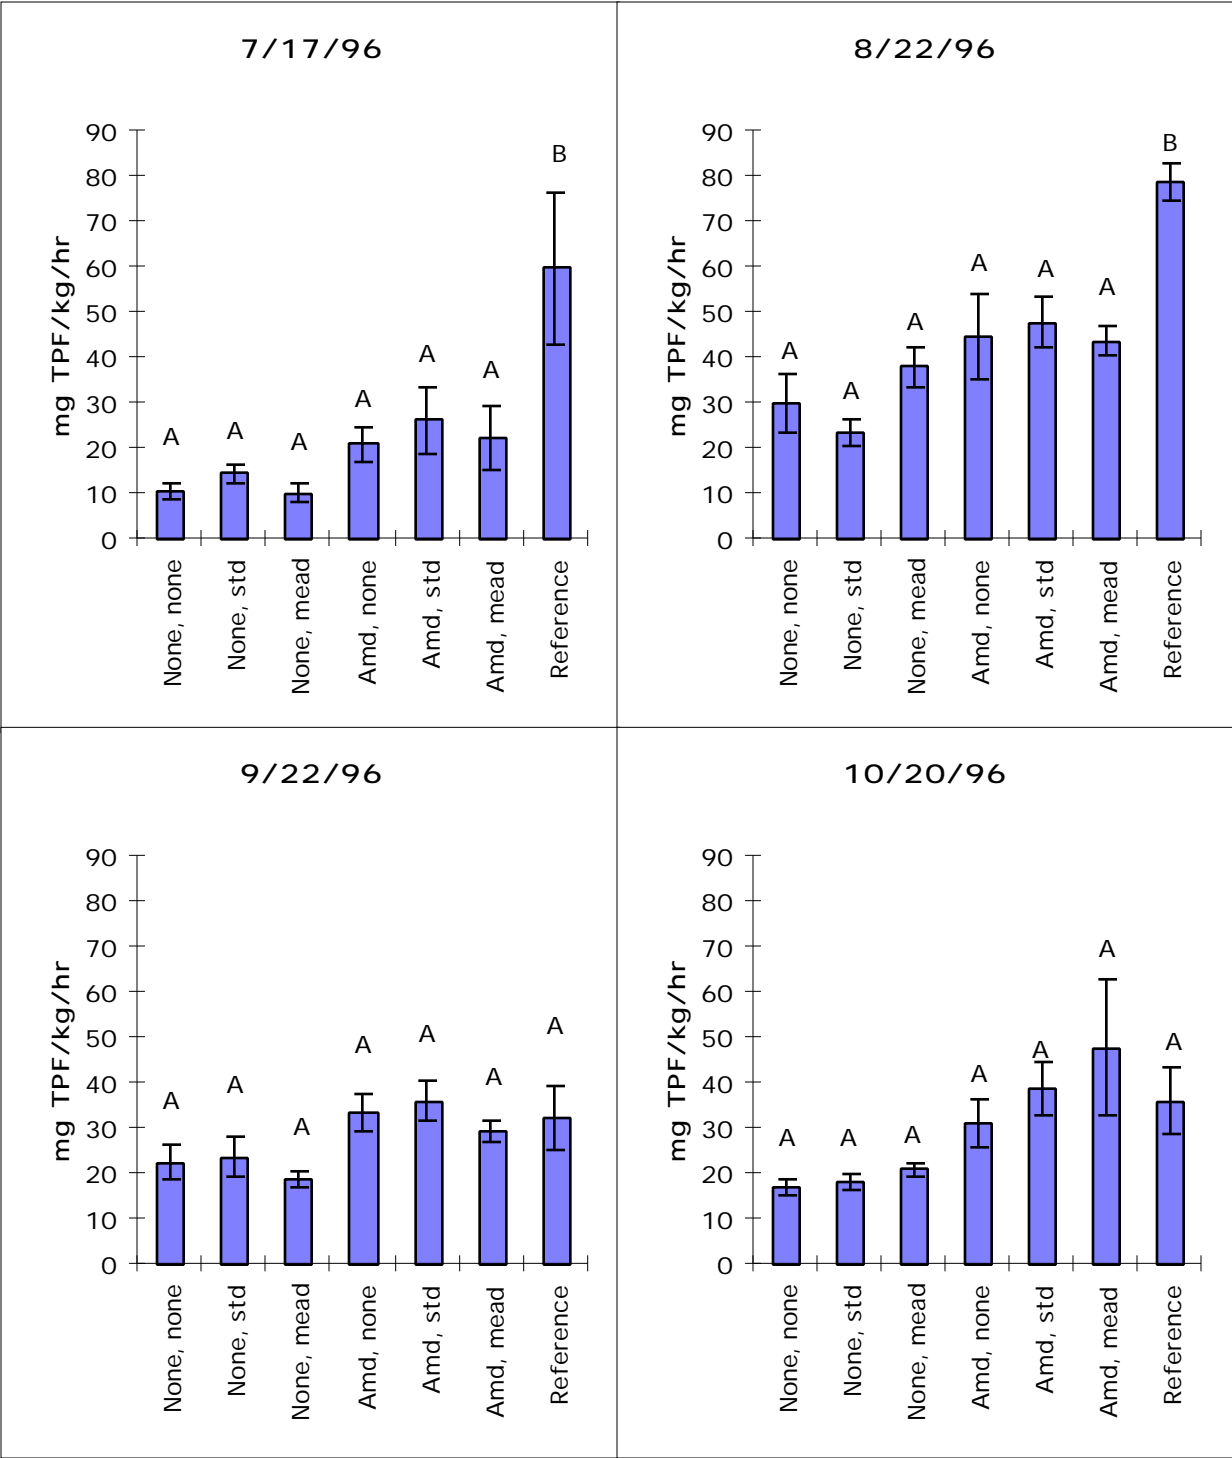 7/17/96
90
80
70
60
50
40
30
20
10
0
mg TPF/kg/hr
A
A
A
A
A
A
B
None, none
None, std
None, mead
Amd, none
Amd, std
Amd, mead
Reference
8/22/96
90
80
70
60
50
40
30
20
10
0
mg TPF/kg/hr
A
A
A
A
A
A
B
None, none
None, std
None, mead
Amd, none
Amd, std
Amd, mead
Reference
9/22/96
90
80
70
60
50
40
30
20
10
0
mg TPF/kg/hr
A
A
A
A
A
A
A
None, none
None, std
None, mead
Amd, none
Amd, std
Amd, mead
Reference
10/20/96
90
80
70
60
50
40
30
20
10
0
mg TPF/kg/hr
A
A
A
A
A
A
A
None, none
None, std
None, mead
Amd, none
Amd, std
Amd, mead
Reference